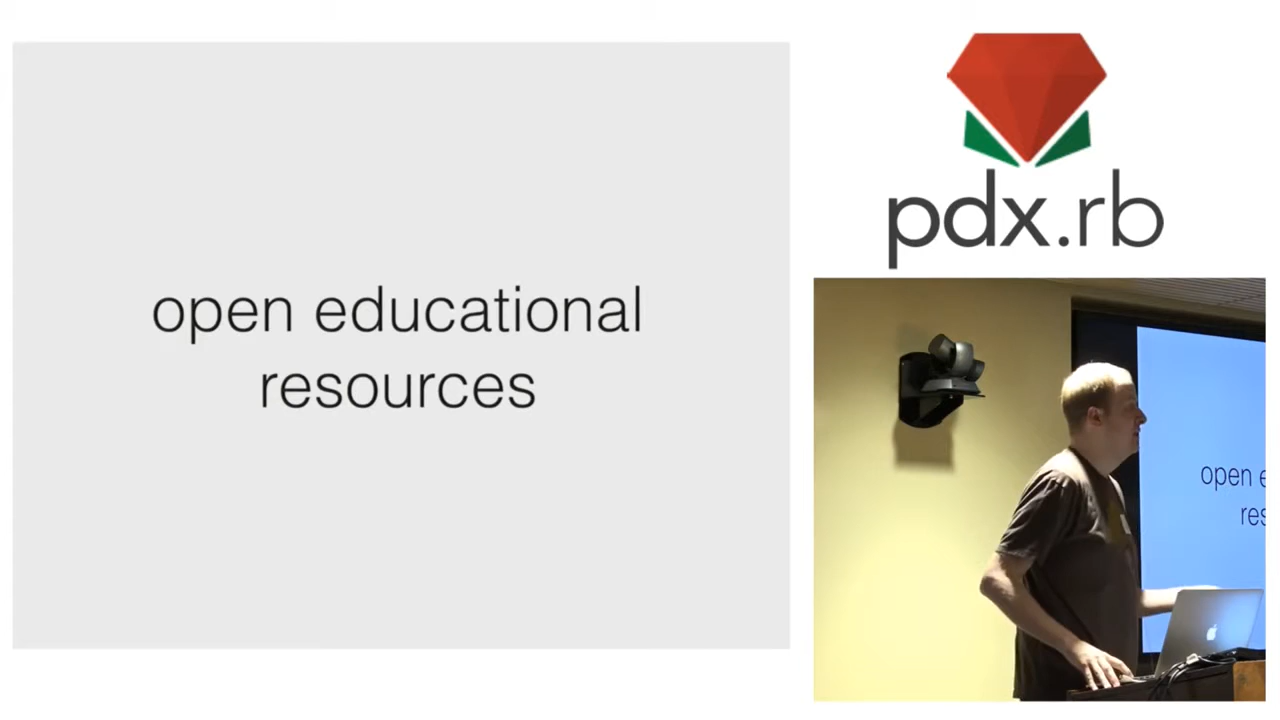 open educational
resources
pdx.rb
open e
res